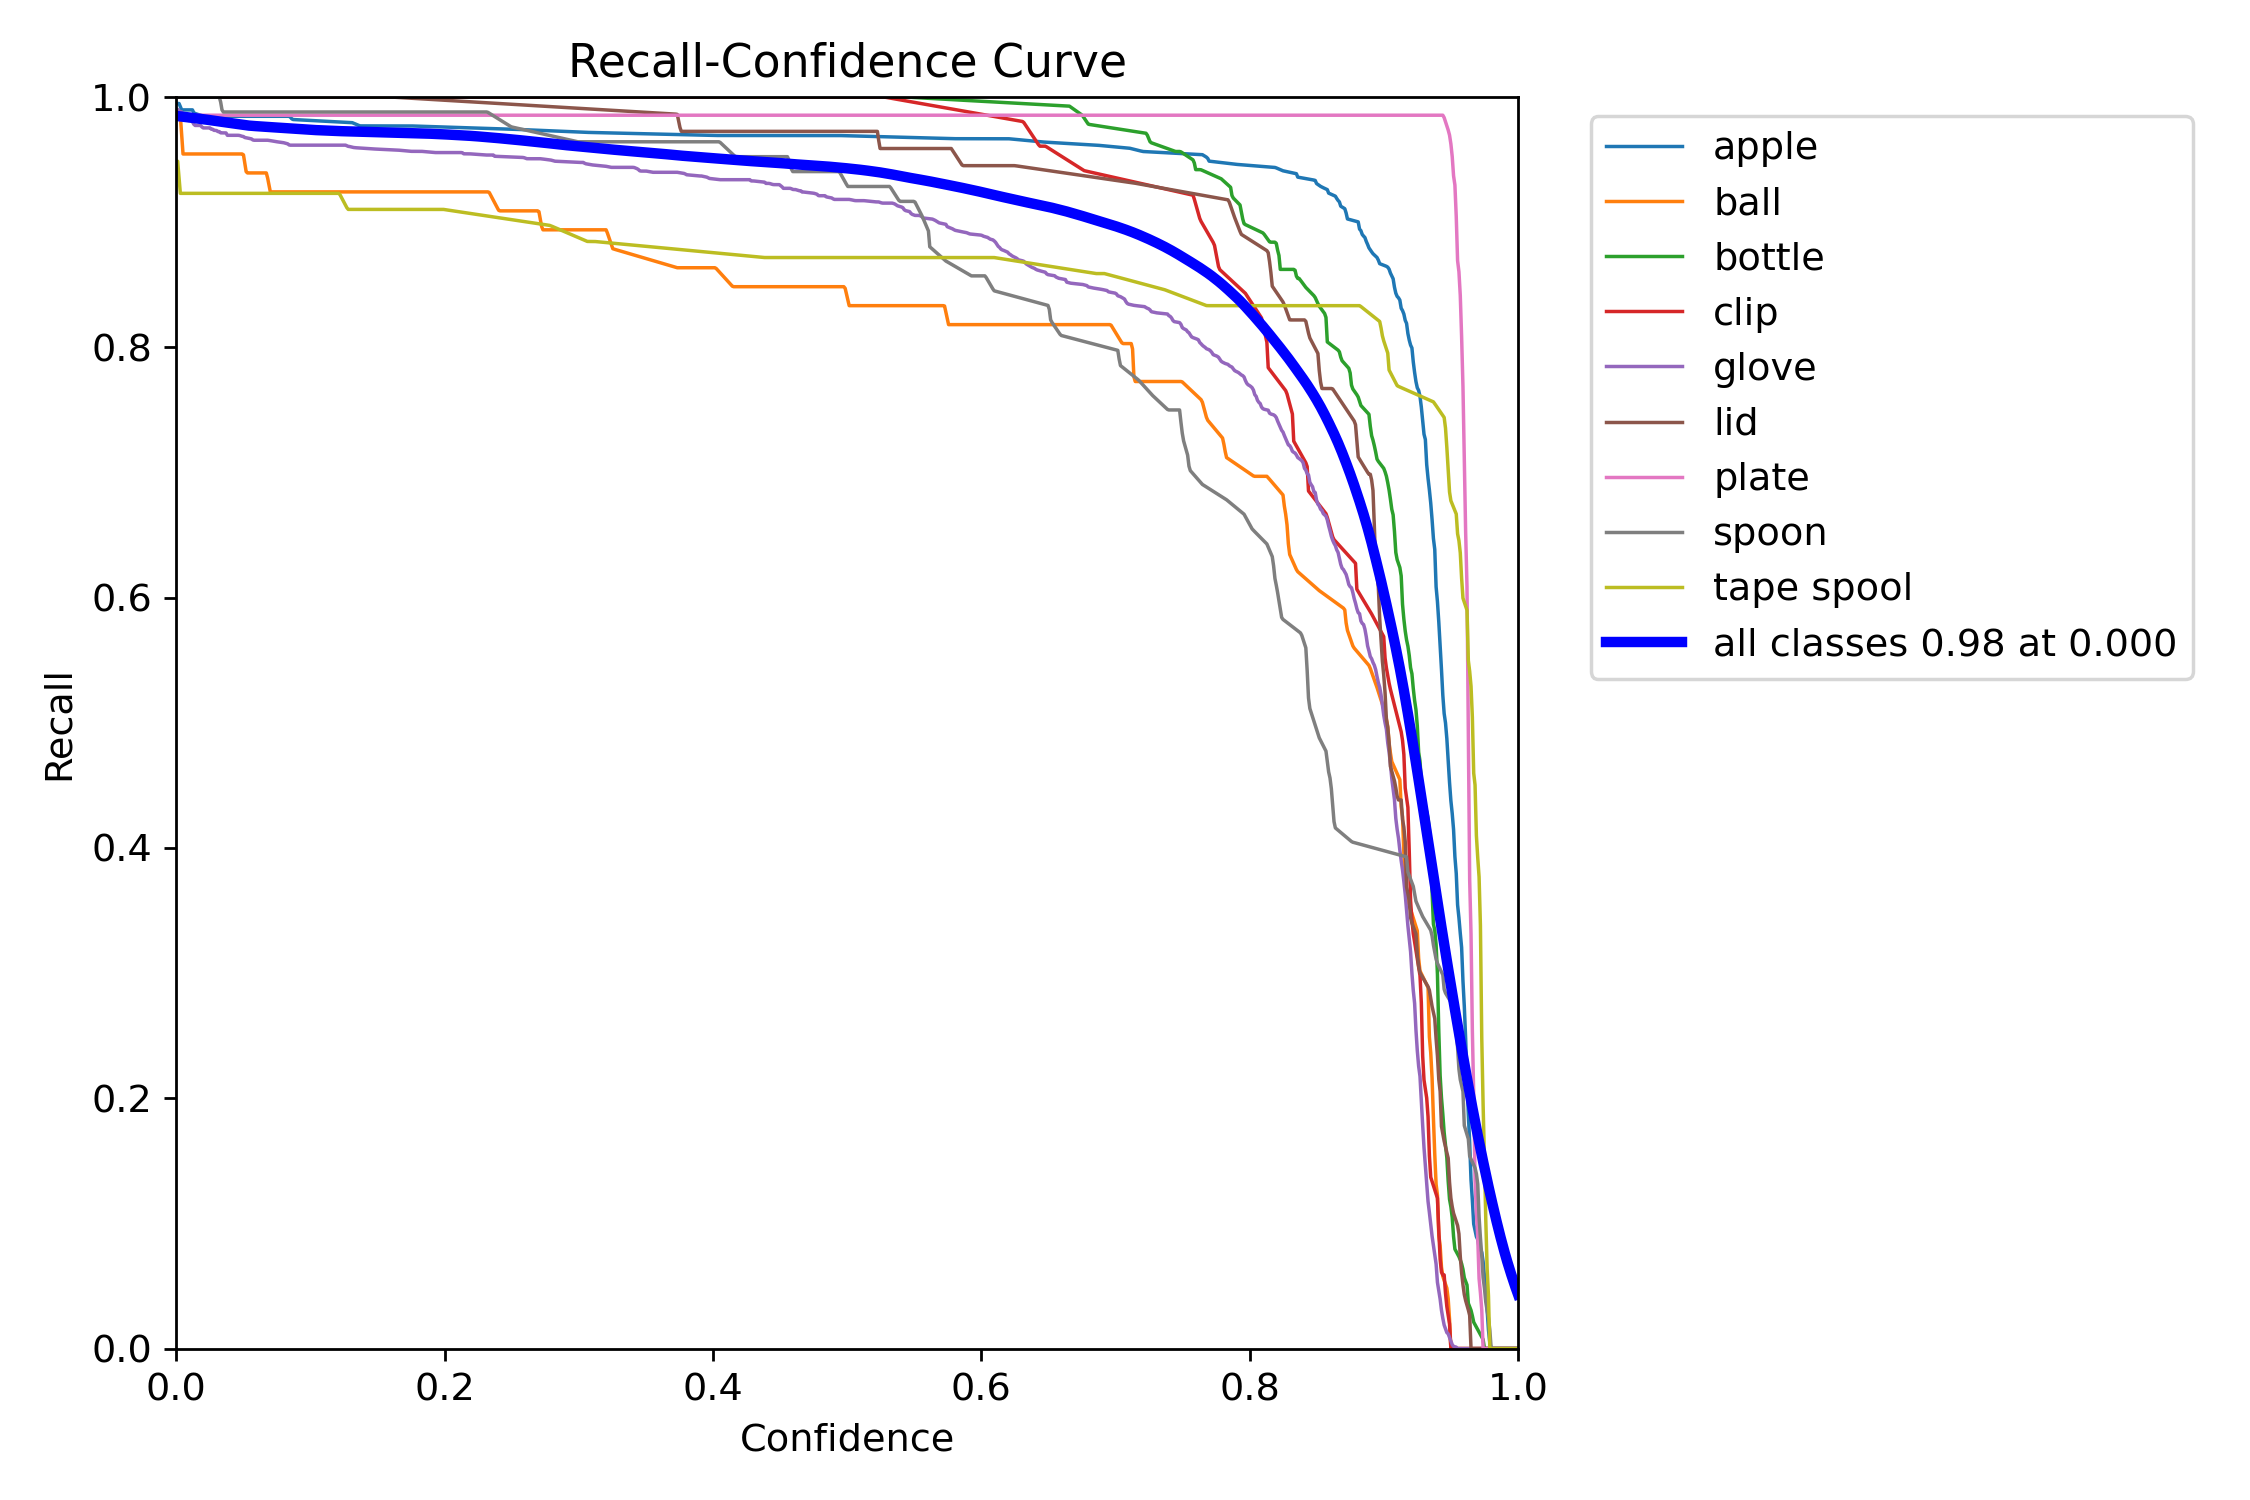 Recall-Confidence Curve
1.0
0.8
0.6
0.4
0.2
0.0
Recall
0.0 0.2 0.4 0.6 0.8 1.0
Confidence
apple
ball
bottle
clip
glove
lid
plate
spoon
tape spool
all classes 0.98 at 0.000